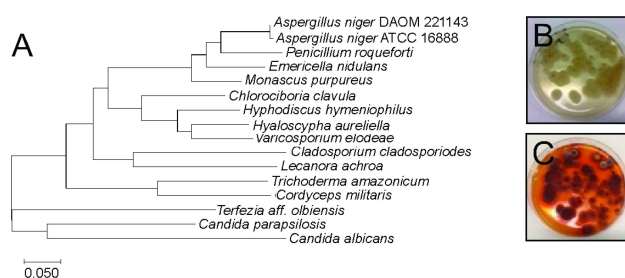 A
Aspergillus niger DAOM 221143
Aspergillus niger ATCC 16888
Penicillium roqueforti
Emericella nidulans
Monascus purpureus
Chlorociboria clavula
Hyphodiscus hymeniophilus
Hyaloscypha aureliella
Varicosporium elodeae
Cladosporium cladosporiodes
Lecanora achroa
Trichoderma amazonicum
Cordyceps militaris
Terfezia aff. olbiensis
Candida parapsilosis
Candida albicans
0.050
B
C